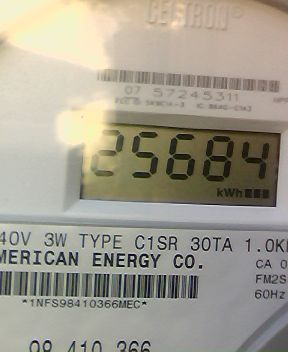 CELLTRON®
07 57245311
25684
kWh
40V 3W TYPE C1SR 30TA 1.0K
MERICAN ENERGY CO.
CA 0
FM2S
60Hz
*1NFS98410366MEC*
98 410 366